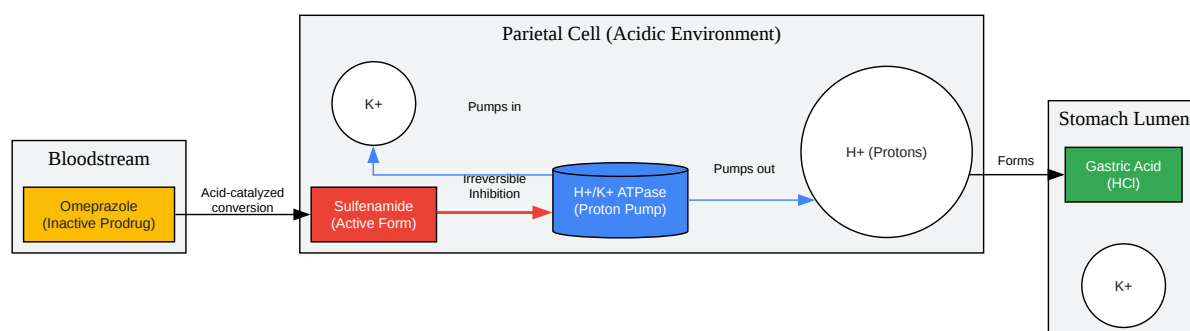 Parietal Cell (Acidic Environment)
K+
Pumps in
H+ (Protons)
Stomach Lumen
Bloodstream
Omeprazole
(Inactive Prodrug)
Acid-catalyzed
conversion
Sulfenamide
(Active Form)
Irreversible
Inhibition
H+/K+ ATPase
(Proton Pump)
Pumps out
Forms
Gastric Acid
(HCl)
K+